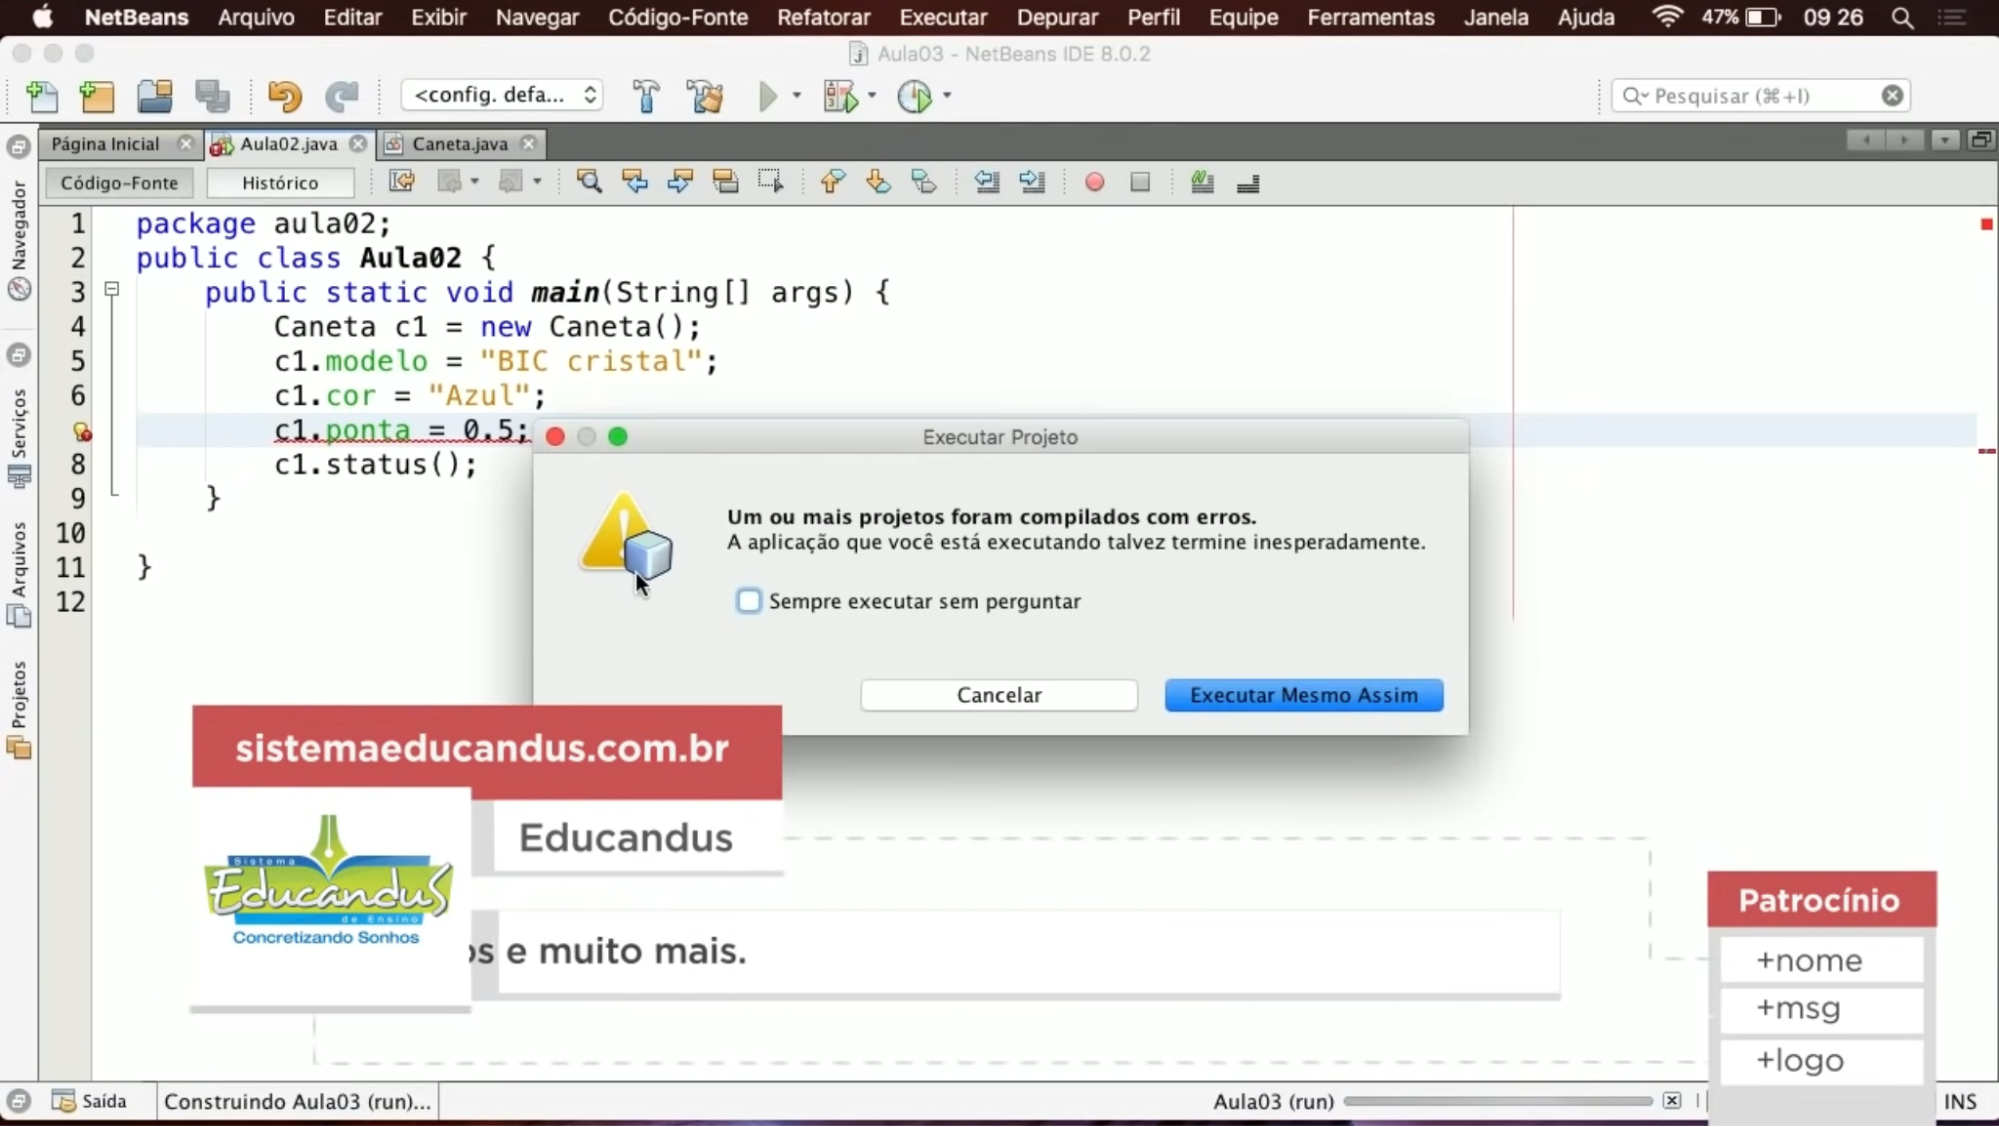 NetBeans Arquivo Editar Exibir Navegar Código-Fonte Refatorar Executar Depurar Perfil Equipe Ferramentas Janela Ajuda 47% 09 26
Aula03 - NetBeans IDE 8.0.2
<config. defa... Pesquisar (⌘+I)
Página Inicial Aula02.java Caneta.java
Código-Fonte Histórico
Navegador
Serviços
Arquivos
Projetos
1 package aula02;
2 public class Aula02 {
3 public static void main(String[] args) {
4 Caneta c1 = new Caneta();
5 c1.modelo = "BIC cristal";
6 c1.cor = "Azul";
c1.ponta = 0.5;
8 c1.status();
9 }
10
11 }
12
Executar Projeto
Um ou mais projetos foram compilados com erros.
A aplicação que você está executando talvez termine inesperadamente.
Sempre executar sem perguntar
Cancelar Executar Mesmo Assim
sistemaeducandus.com.br
Educandus
Sistema
Educandus
de Ensino
Concretizando Sonhos
os e muito mais.
Patrocínio
+nome
+msg
+logo
Saída Construindo Aula03 (run)... Aula03 (run) INS